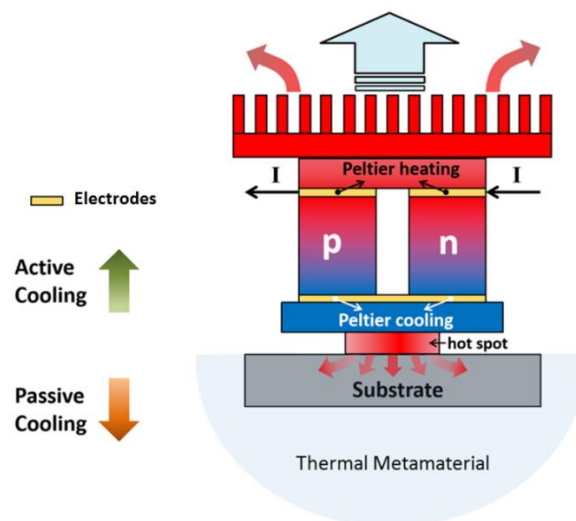 Peltier heating
I
I
Electrodes
p
n
Active
Cooling
Peltier cooling
hot spot
Passive
Cooling
Substrate
Thermal Metamaterial